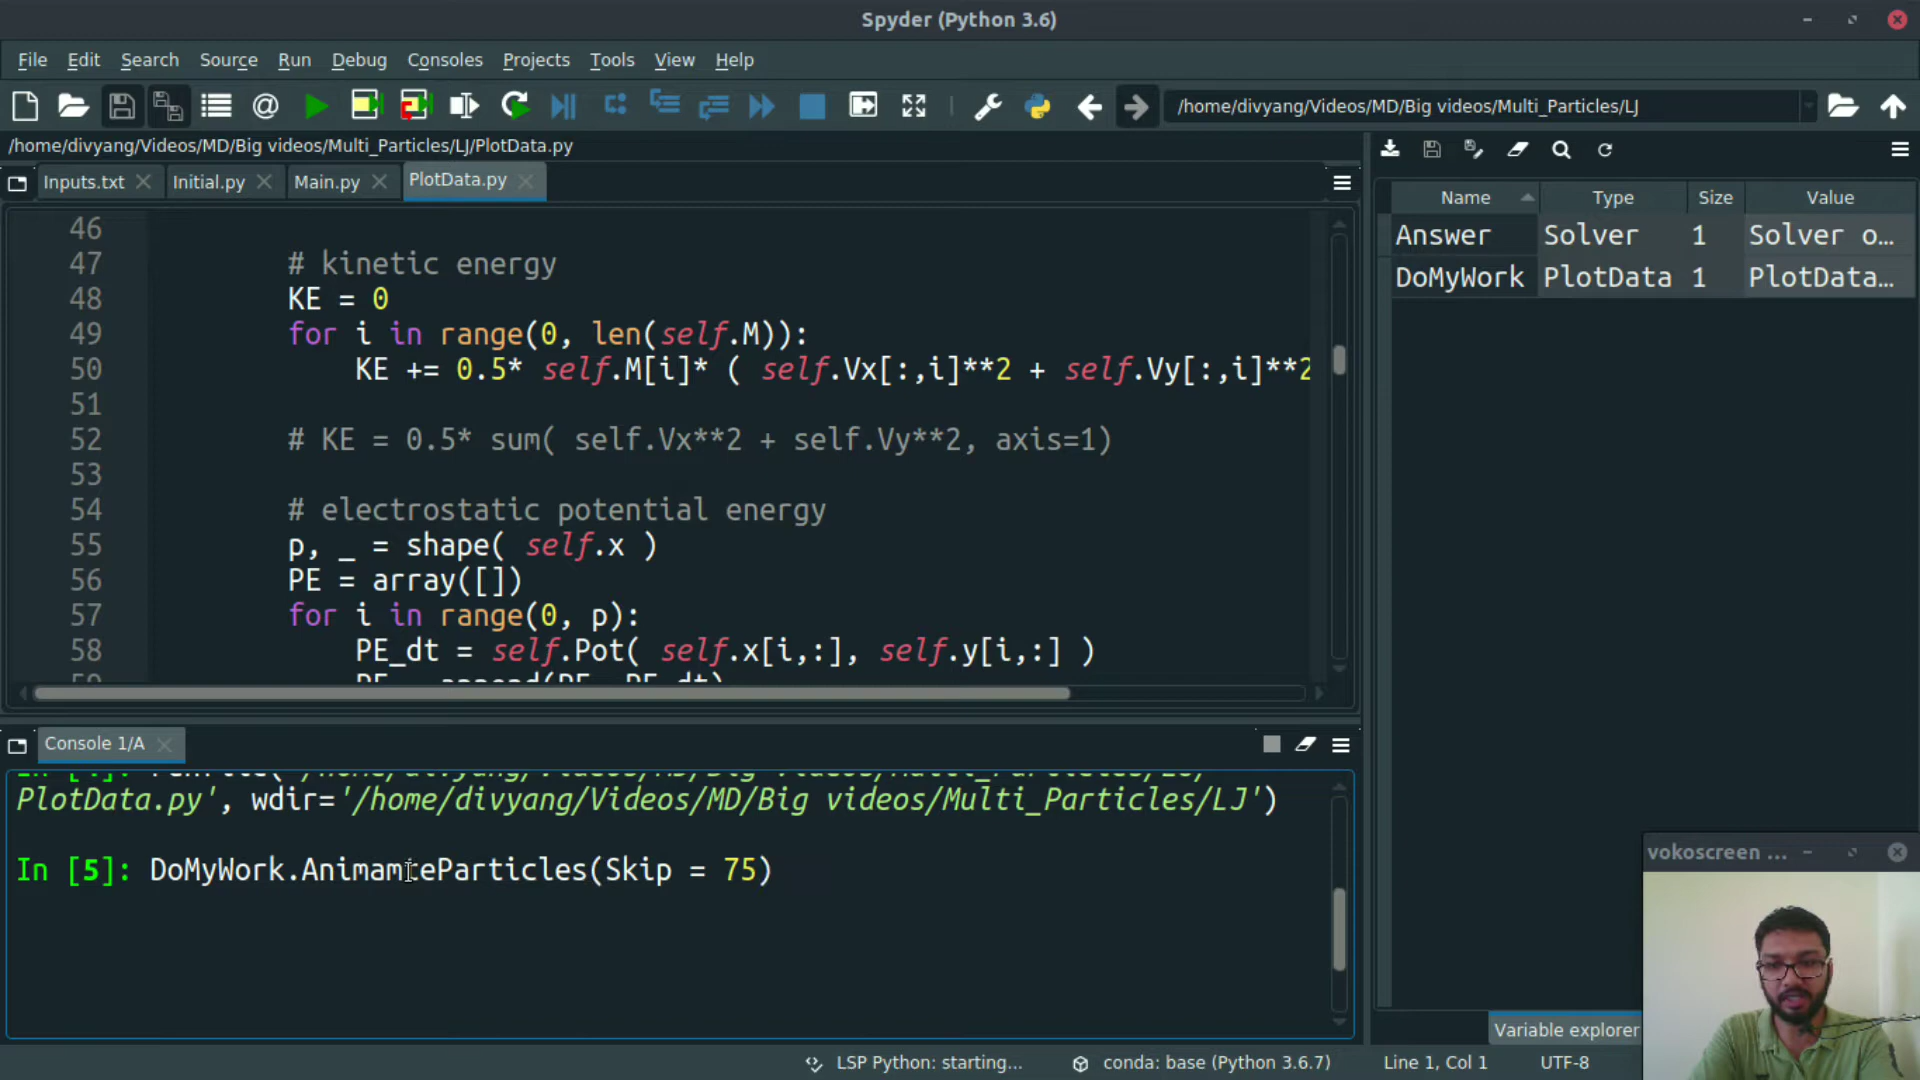 Spyder (Python 3.6)
File Edit Search Source Run Debug Consoles Projects Tools View Help
/home/divyang/Videos/MD/Big videos/Multi_Particles/LJ
/home/divyang/Videos/MD/Big videos/Multi_Particles/LJ/PlotData.py
Inputs.txt Initial.py Main.py PlotData.py
46
47 # kinetic energy
48 KE = 0
49 for i in range(0, len(self.M)):
50 KE += 0.5* self.M[i]* ( self.Vx[:,i]**2 + self.Vy[:,i]**2
51
52 # KE = 0.5* sum( self.Vx**2 + self.Vy**2, axis=1)
53
54 # electrostatic potential energy
55 p, _ = shape( self.x )
56 PE = array([])
57 for i in range(0, p):
58 PE_dt = self.Pot( self.x[i,:], self.y[i,:] )
Name Type Size Value
Answer Solver 1 Solver o…
DoMyWork PlotData 1 PlotData…
Console 1/A
PlotData.py', wdir='/home/divyang/Videos/MD/Big videos/Multi_Particles/LJ')
In [5]: DoMyWork.AnimamteParticles(Skip = 75)
vokoscreen ...
Variable explorer
LSP Python: starting... conda: base (Python 3.6.7) Line 1, Col 1 UTF-8